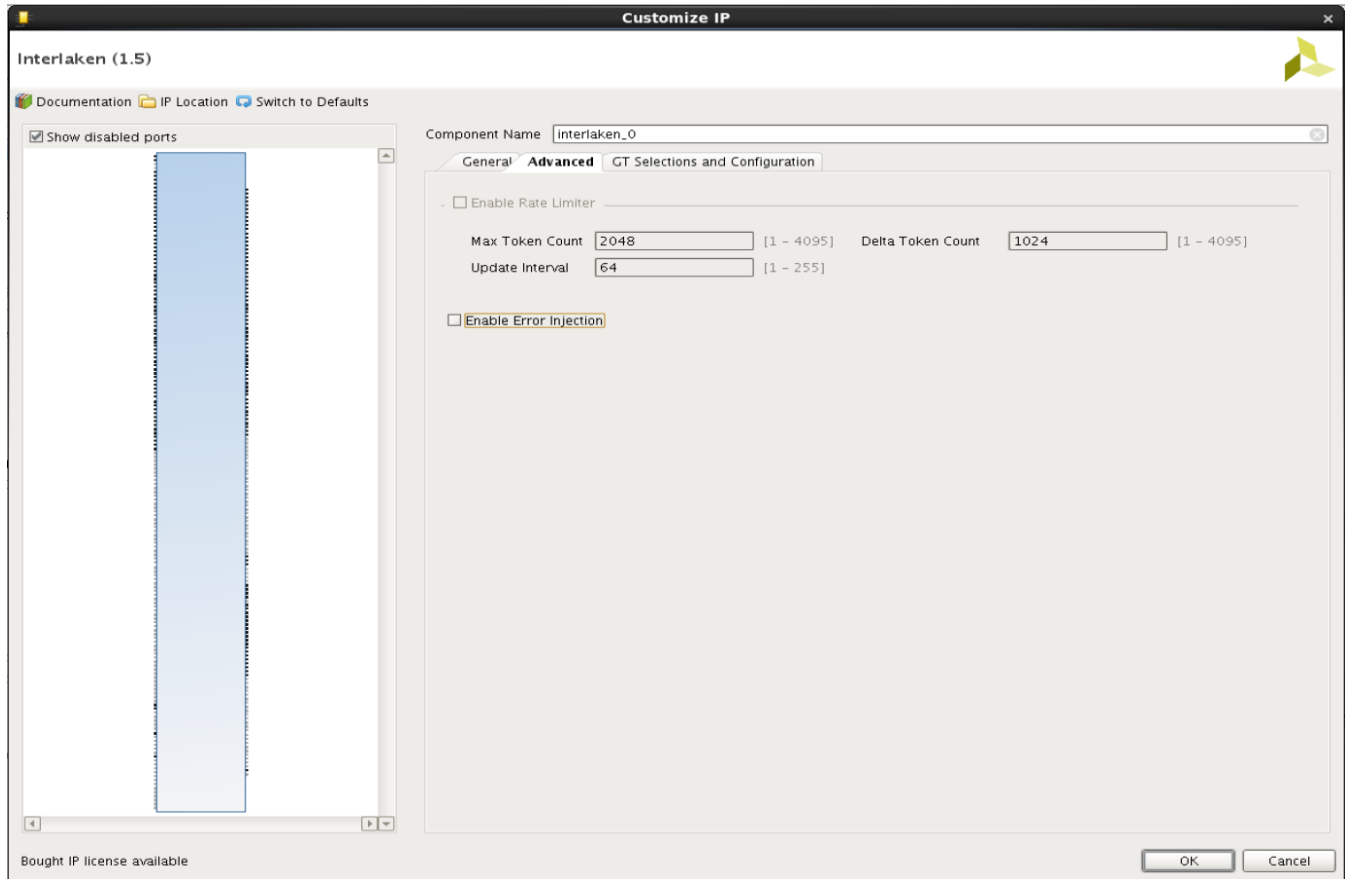 Customize IP
Interlaken (1.5)
Documentation IP Location Switch to Defaults
Show disabled ports
Component Name interlaken_0
General Advanced GT Selections and Configuration
Enable Rate Limiter
Max Token Count 2048 [1 - 4095] Delta Token Count 1024 [1 - 4095]
Update Interval 64 [1 - 255]
Enable Error Injection
Bought IP license available
OK Cancel